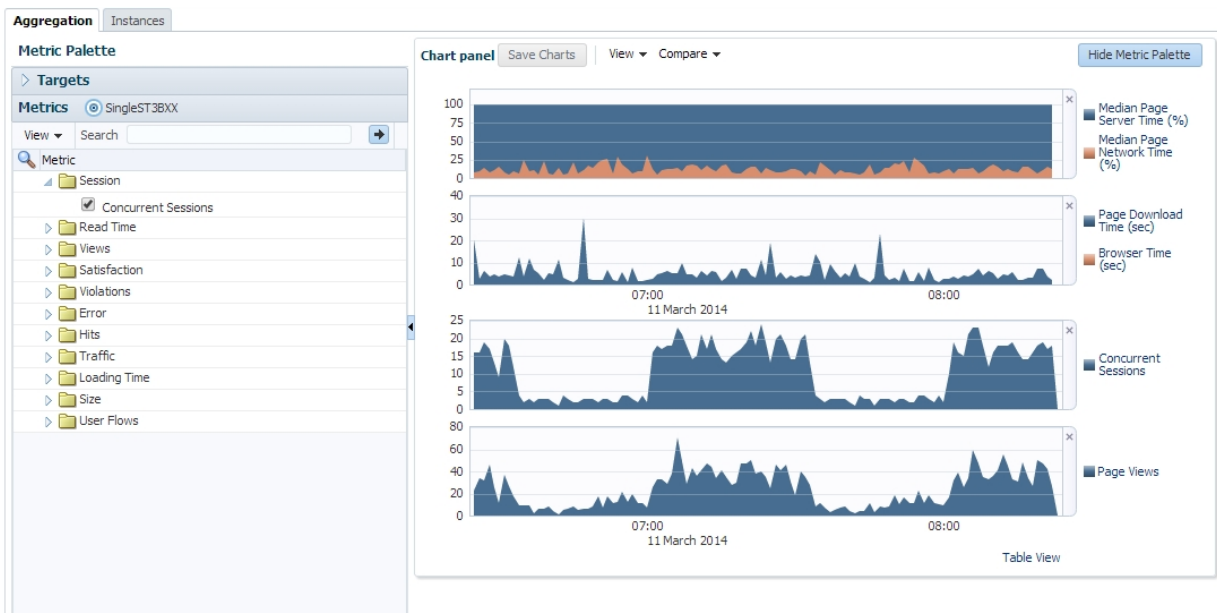 Aggregation Instances
Metric Palette
Targets
Metrics SingleST3BXX
View Search
Metric
Session
Concurrent Sessions
Read Time
Views
Satisfaction
Violations
Error
Hits
Traffic
Loading Time
Size
User Flows
Chart panel Save Charts View Compare Hide Metric Palette
100
75
50
25
0
Median Page
Server Time (%)
Median Page
Network Time
(%)
40
30
20
10
0
Page Download
Time (sec)
Browser Time
(sec)
07:00 08:00
11 March 2014
25
20
15
10
5
0
Concurrent
Sessions
80
60
40
20
0
Page Views
07:00 08:00
11 March 2014
Table View